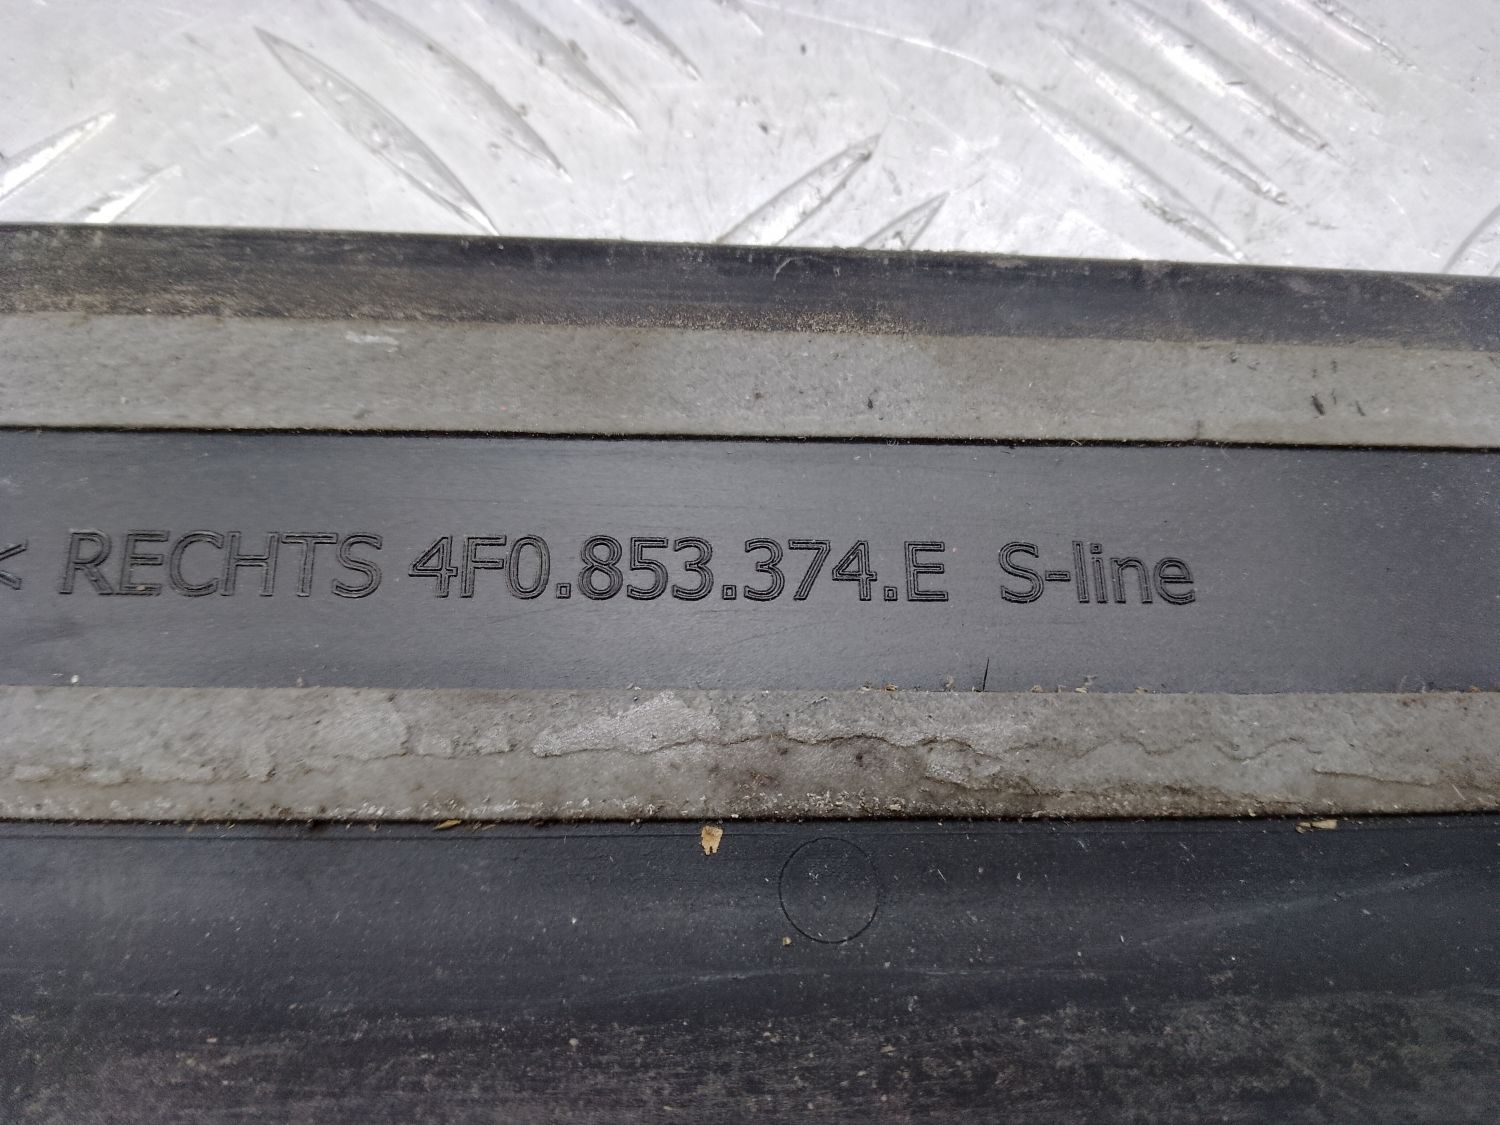 < RECHTS 4F0.853.374.E S-line